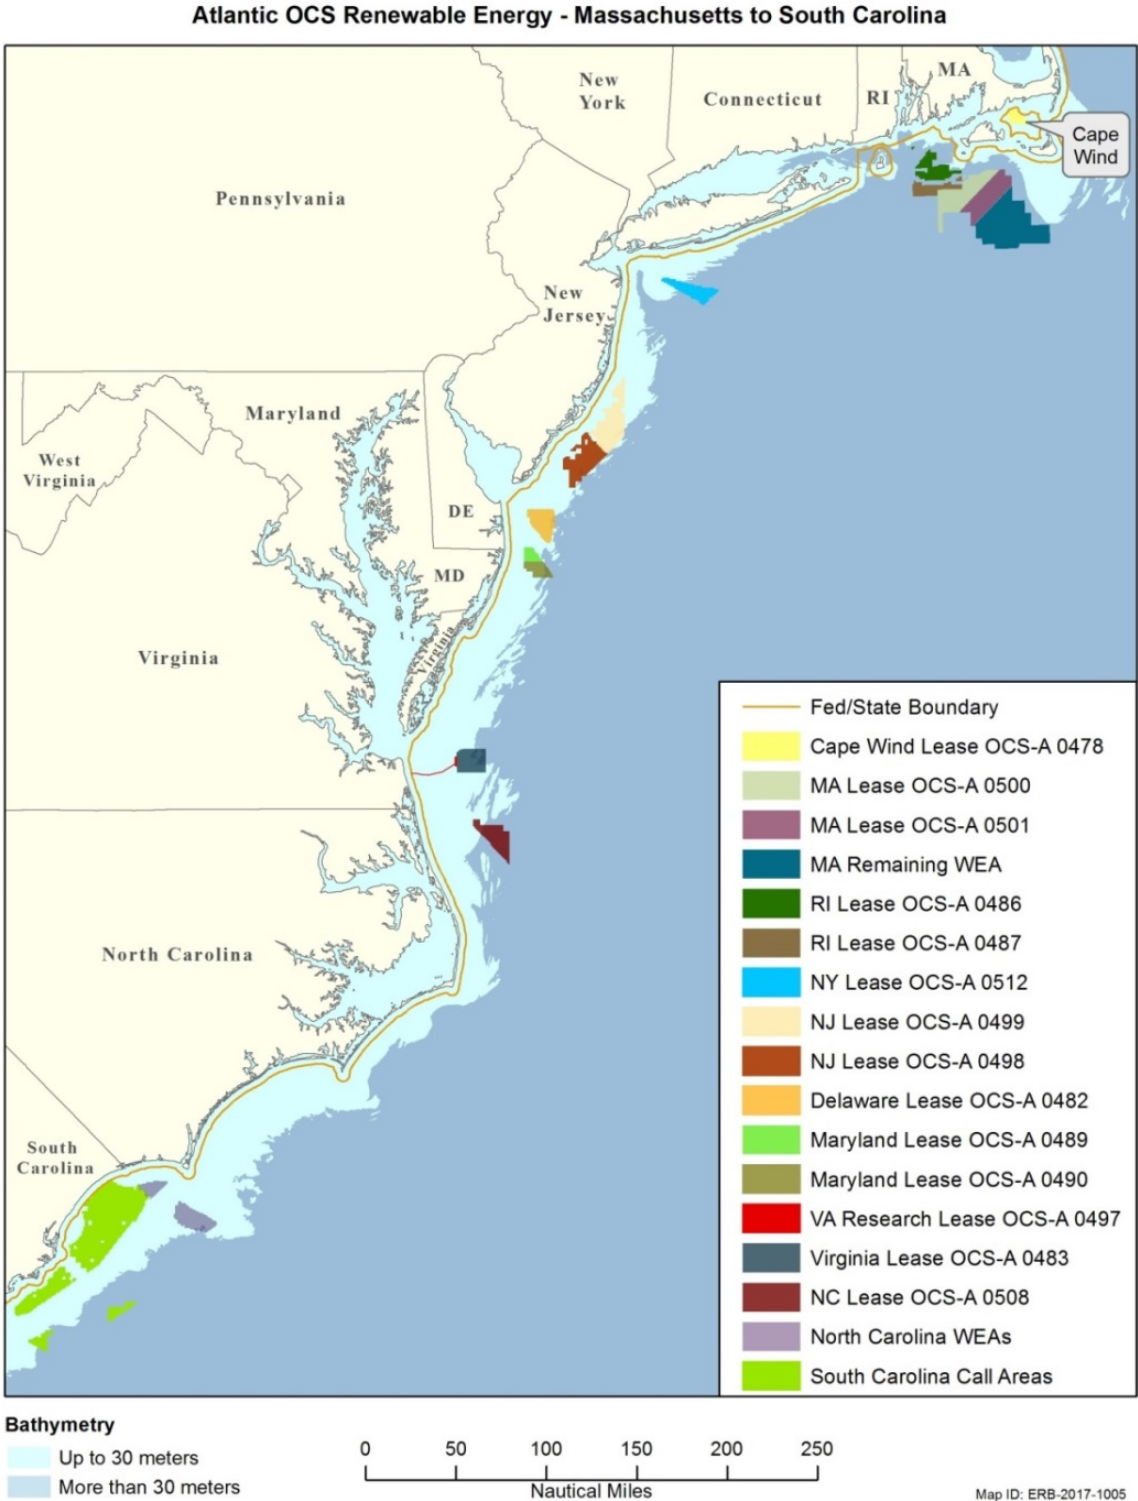 Atlantic OCS Renewable Energy - Massachusetts to South Carolina
New
York
Connecticut
RI
MA
Cape
Wind
Pennsylvania
New
Jersey
Maryland
West
Virginia
DE
MD
Virginia
Virginia
North Carolina
South
Carolina
Fed/State Boundary
Cape Wind Lease OCS-A 0478
MA Lease OCS-A 0500
MA Lease OCS-A 0501
MA Remaining WEA
RI Lease OCS-A 0486
RI Lease OCS-A 0487
NY Lease OCS-A 0512
NJ Lease OCS-A 0499
NJ Lease OCS-A 0498
Delaware Lease OCS-A 0482
Maryland Lease OCS-A 0489
Maryland Lease OCS-A 0490
VA Research Lease OCS-A 0497
Virginia Lease OCS-A 0483
NC Lease OCS-A 0508
North Carolina WEAs
South Carolina Call Areas
Bathymetry
Up to 30 meters
More than 30 meters
0 50 100 150 200 250
Nautical Miles
Map ID: ERB-2017-1005